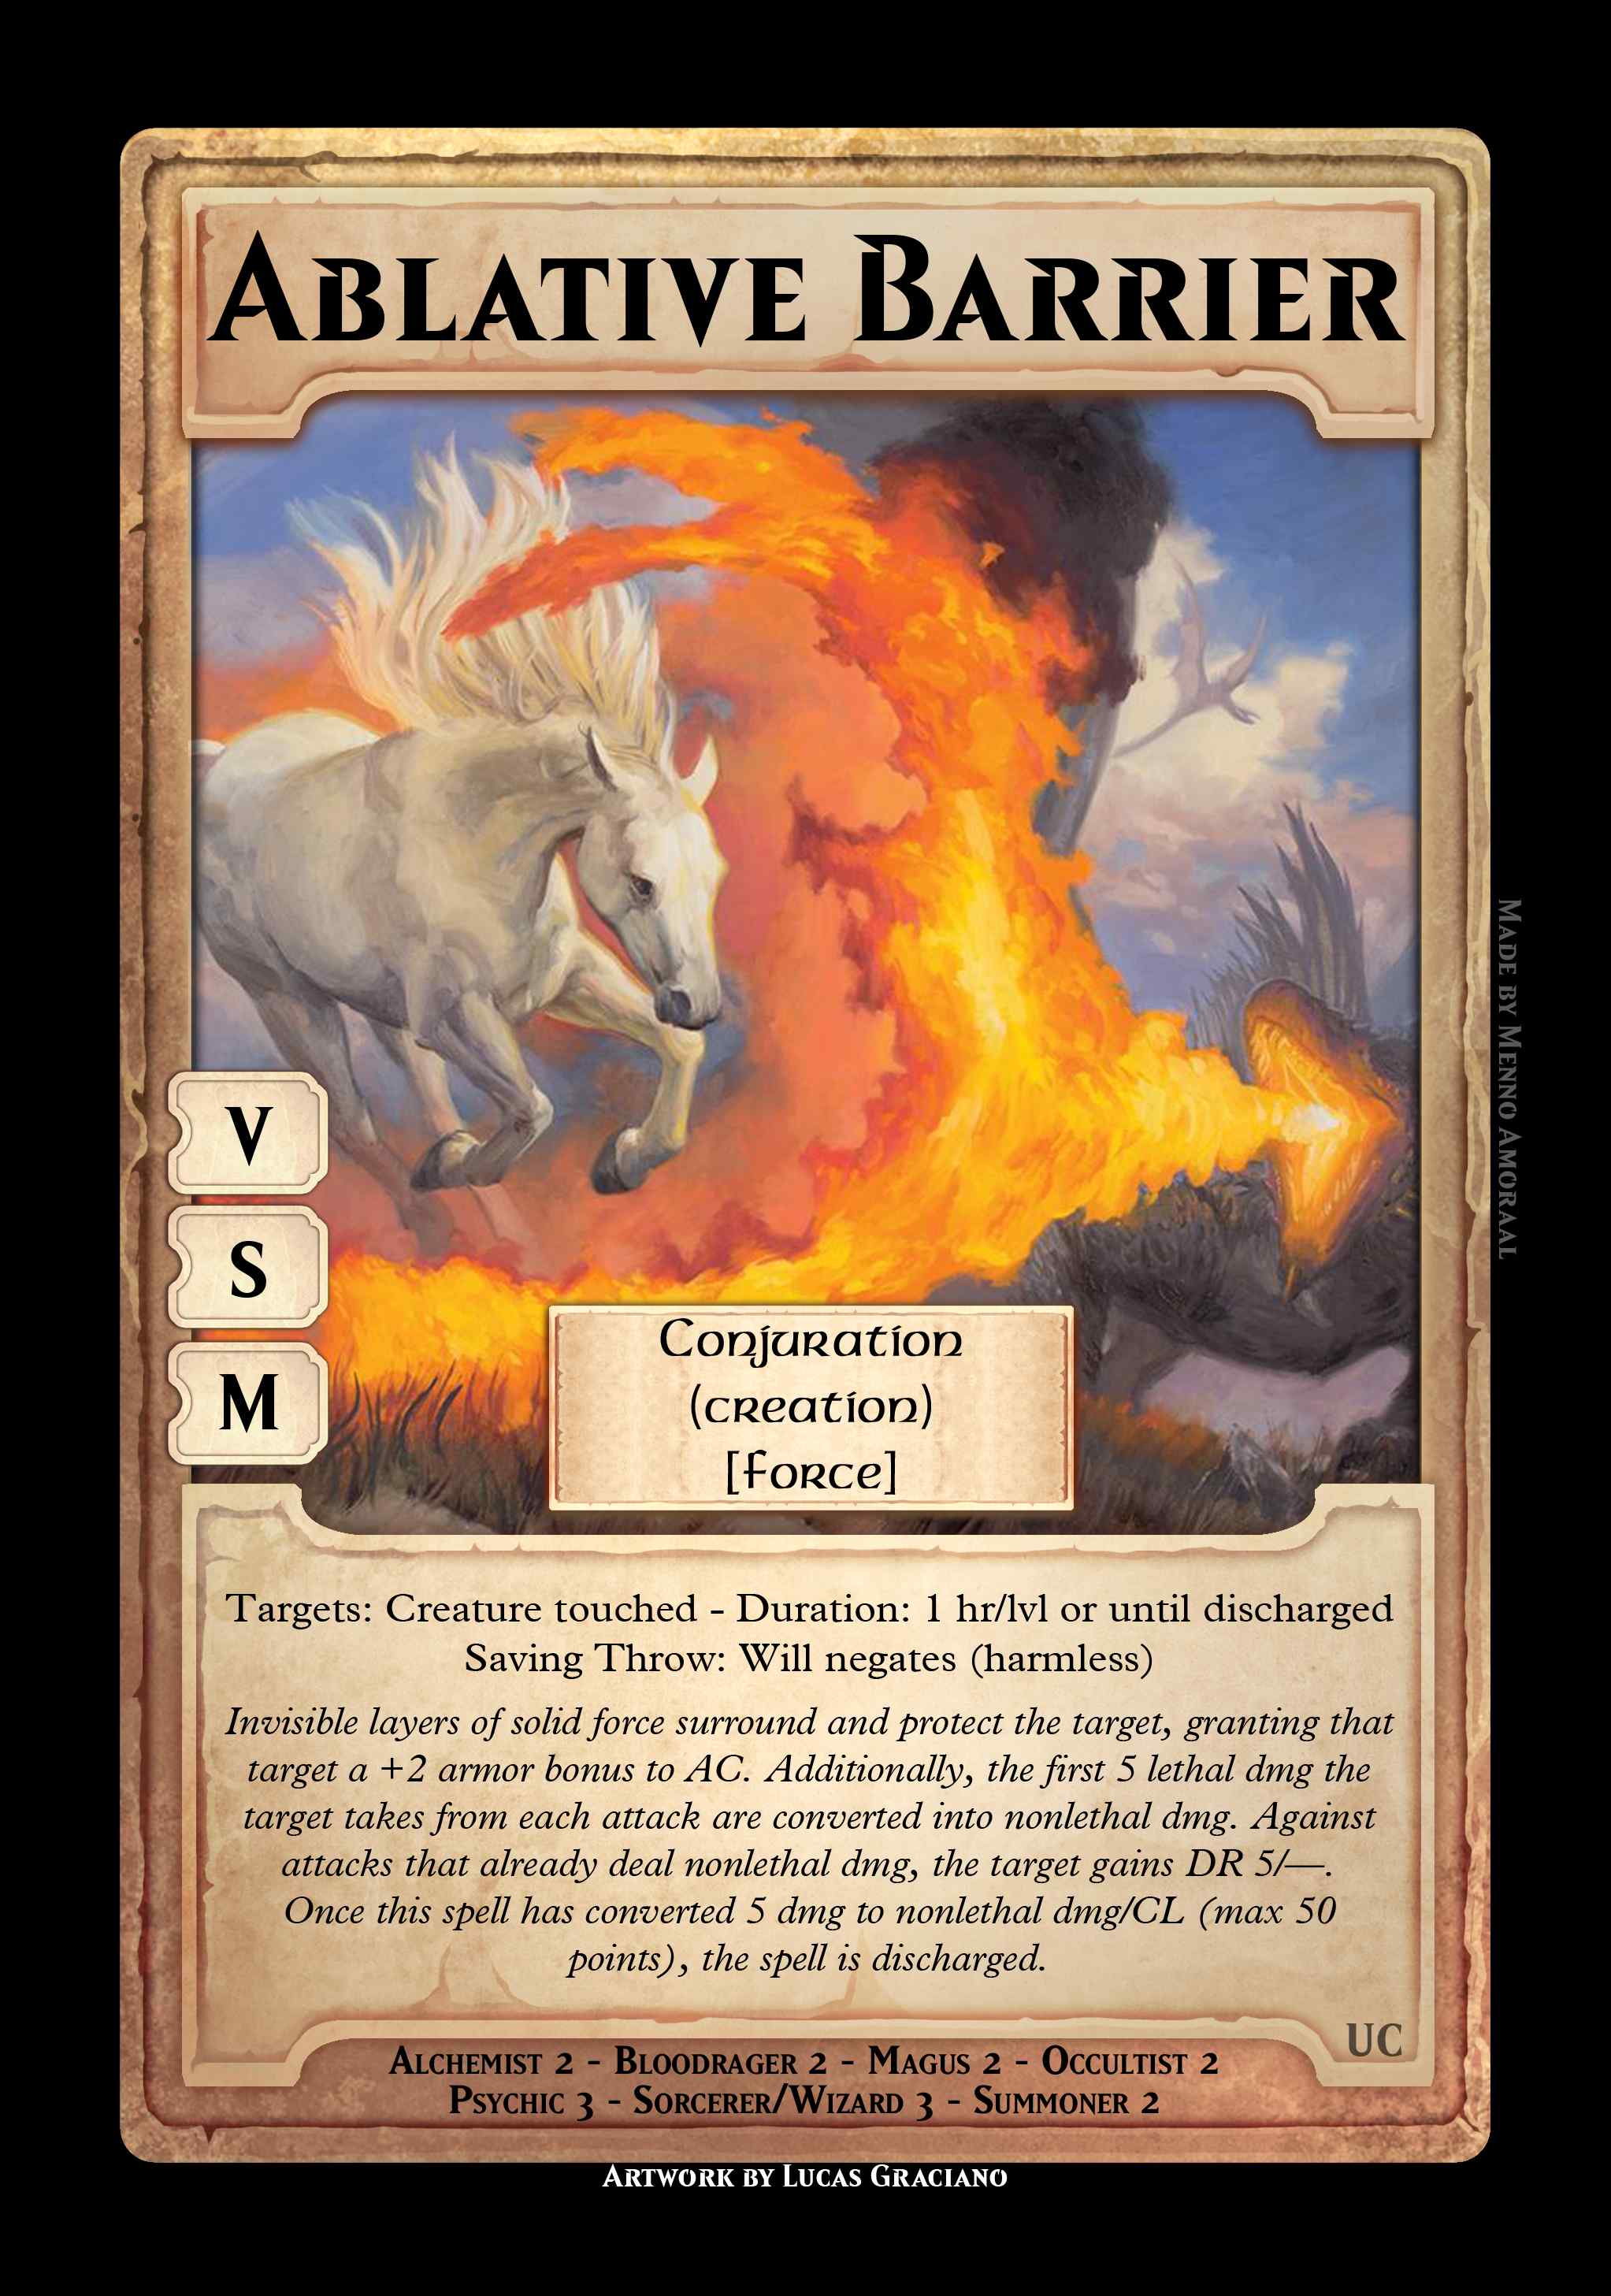 Ablative Barrier
V
S
M
Conjuration
(creation)
[force]
Targets: Creature touched - Duration: 1 hr/lvl or until discharged
Saving Throw: Will negates (harmless)
Invisible layers of solid force surround and protect the target, granting that
target a +2 armor bonus to AC. Additionally, the first 5 lethal dmg the
target takes from each attack are converted into nonlethal dmg. Against
attacks that already deal nonlethal dmg, the target gains DR 5/—.
Once this spell has converted 5 dmg to nonlethal dmg/CL (max 50
points), the spell is discharged.
UC
Alchemist 2 - Bloodrager 2 - Magus 2 - Occultist 2
Psychic 3 - Sorcerer/Wizard 3 - Summoner 2
Artwork by Lucas Graciano
Made by Menno Amoraal